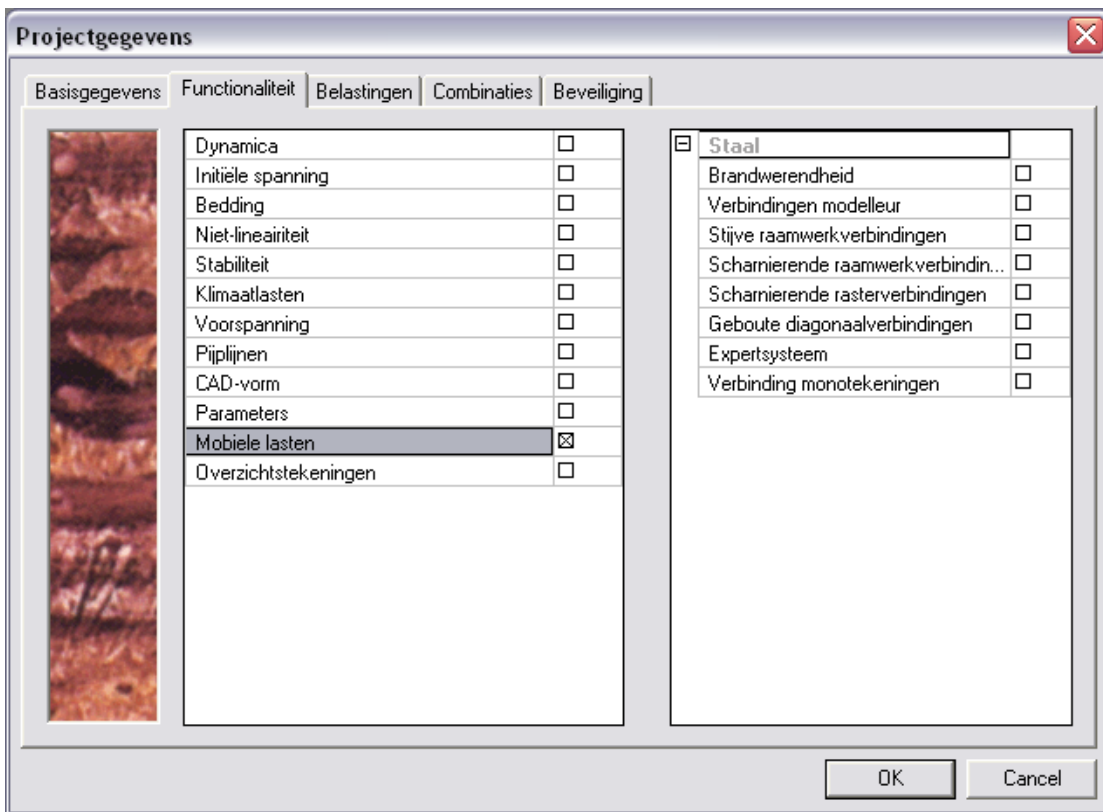 Projectgegevens
Basisgegevens Functionaliteit Belastingen Combinaties Beveiliging
Dynamica
Initiële spanning
Bedding
Niet-lineairiteit
Stabiliteit
Klimaatlasten
Voorspanning
Pijplijnen
CAD-vorm
Parameters
Mobiele lasten
Overzichtstekeningen
Staal
Brandwerendheid
Verbindingen modelleur
Stijve raamwerkverbindingen
Scharnierende raamwerkverbindin...
Scharnierende rasterverbindingen
Geboute diagonaalverbindingen
Expertsysteem
Verbinding monotekeningen
OK Cancel